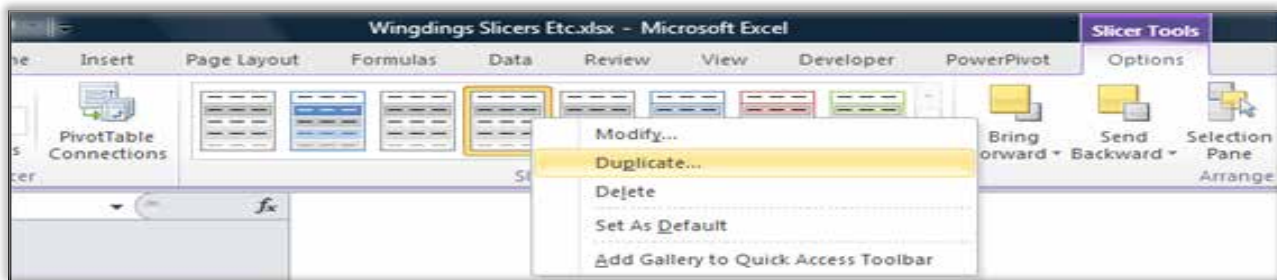 Wingdings Slicers Etc.xlsx - Microsoft Excel
Slicer Tools
Insert Page Layout Formulas Data Review View Developer PowerPivot Options
PivotTable
Connections
Modify...
Duplicate...
Delete
Set As Default
Add Gallery to Quick Access Toolbar
Bring
orward
Send
Backward
Selection
Pane
Arrange
fx